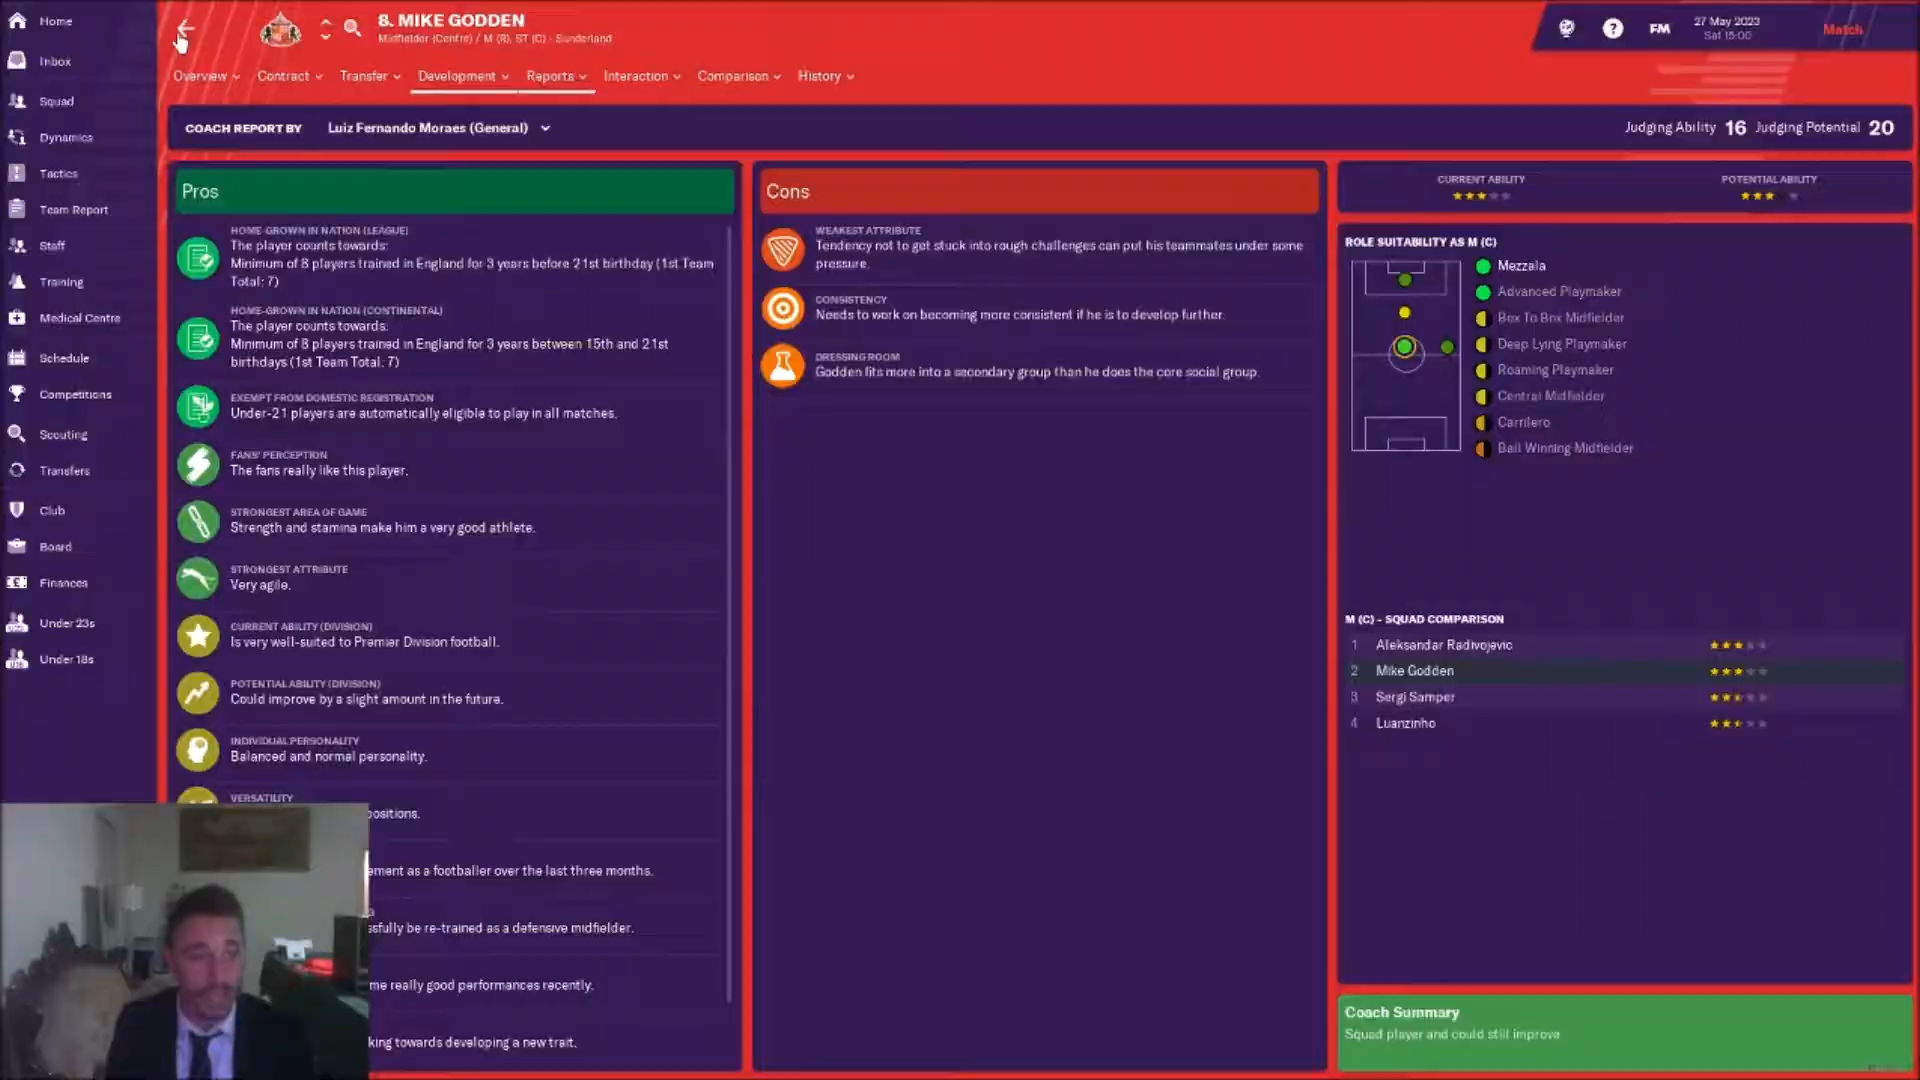 Home
Inbox
Squad
Dynamics
Tactics
Team Report
Staff
Training
Medical Centre
Schedule
Competitions
Scouting
Transfers
Club
Board
Finances
Under 23s
Under 18s
8. MIKE GODDEN
Midfielder (Centre) / M (R), ST (C) - Sunderland
FM
27 May 2023
Sat 15:00
Match
Overview
Contract
Transfer
Development
Reports
Interaction
Comparison
History
COACH REPORT BY
Luiz Fernando Moraes (General)
Judging Ability 16 Judging Potential 20
Pros
HOME-GROWN IN NATION (LEAGUE)
The player counts towards:
Minimum of 8 players trained in England for 3 years before 21st birthday (1st Team
Total: 7)
HOME-GROWN IN NATION (CONTINENTAL)
The player counts towards:
Minimum of 8 players trained in England for 3 years between 15th and 21st
birthdays (1st Team Total: 7)
EXEMPT FROM DOMESTIC REGISTRATION
Under-21 players are automatically eligible to play in all matches.
FANS' PERCEPTION
The fans really like this player.
STRONGEST AREA OF GAME
Strength and stamina make him a very good athlete.
STRONGEST ATTRIBUTE
Very agile.
CURRENT ABILITY (DIVISION)
Is very well-suited to Premier Division football.
POTENTIAL ABILITY (DIVISION)
Could improve by a slight amount in the future.
INDIVIDUAL PERSONALITY
Balanced and normal personality.
VERSATILITY
positions.
ement as a footballer over the last three months.
ssfully be re-trained as a defensive midfielder.
me really good performances recently.
king towards developing a new trait.
Cons
WEAKEST ATTRIBUTE
Tendency not to get stuck into rough challenges can put his teammates under some
pressure.
CONSISTENCY
Needs to work on becoming more consistent if he is to develop further.
DRESSING ROOM
Godden fits more into a secondary group than he does the core social group.
CURRENT ABILITY
POTENTIAL ABILITY
ROLE SUITABILITY AS M (C)
Mezzala
Advanced Playmaker
Box To Box Midfielder
Deep Lying Playmaker
Roaming Playmaker
Central Midfielder
Carrilero
Ball Winning Midfielder
M (C) - SQUAD COMPARISON
1 Aleksandar Radivojevic
2 Mike Godden
3 Sergi Samper
4 Luanzinho
Coach Summary
Squad player and could still improve